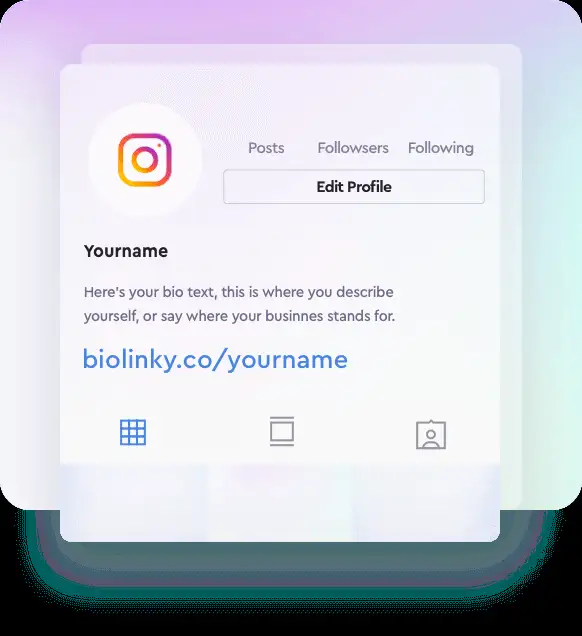 Posts Followsers Following
Edit Profile
Yourname
Here's your bio text, this is where you describe
yourself, or say where your businnes stands for.
biolinky.co/yourname